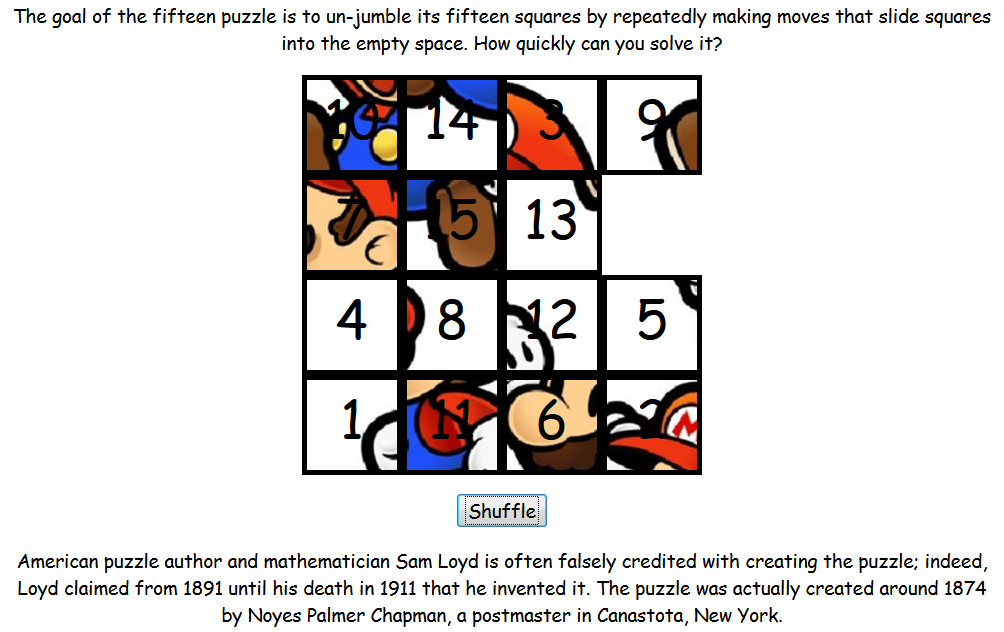 The goal of the fifteen puzzle is to un-jumble its fifteen squares by repeatedly making moves that slide squares
into the empty space. How quickly can you solve it?
10 14 3 9
7 15 13
4 8 12 5
1 11 6 2
Shuffle
American puzzle author and mathematician Sam Loyd is often falsely credited with creating the puzzle; indeed,
Loyd claimed from 1891 until his death in 1911 that he invented it. The puzzle was actually created around 1874
by Noyes Palmer Chapman, a postmaster in Canastota, New York.